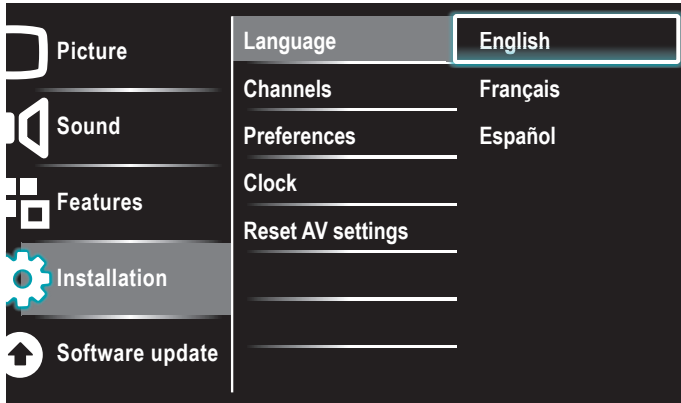 Picture
Sound
Features
Installation
Software update
Language
Channels
Preferences
Clock
Reset AV settings
English
Français
Español